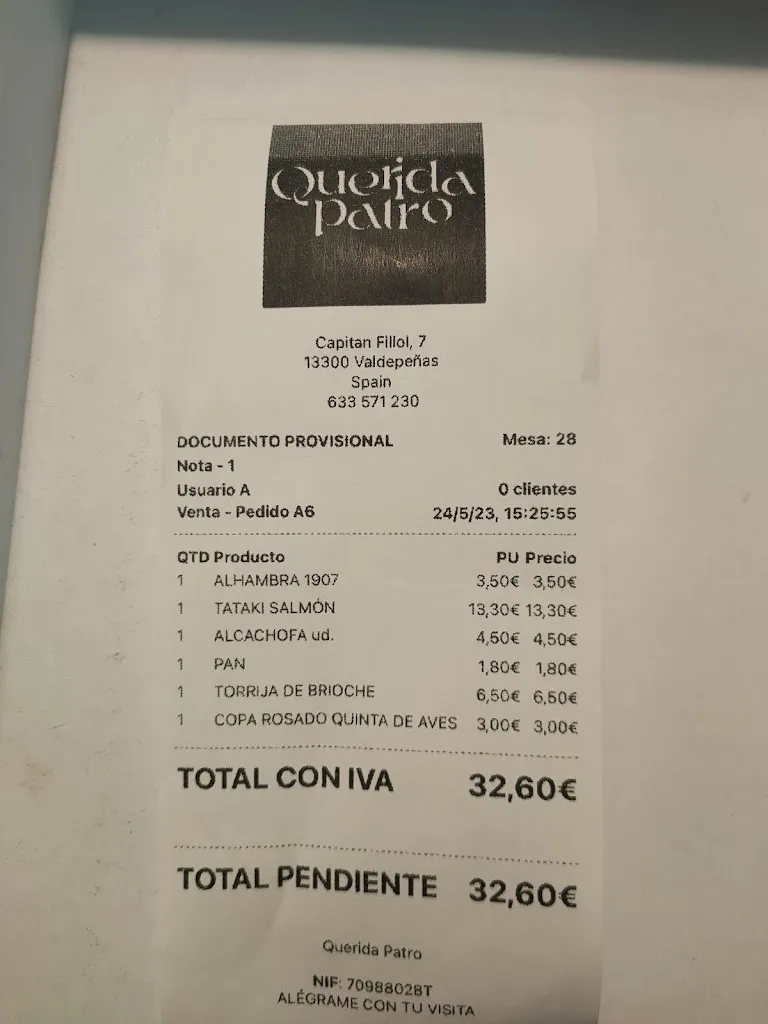 Querida
Patro
Capitan Fillol, 7
13300 Valdepeñas
Spain
633 571 230
DOCUMENTO PROVISIONAL Mesa: 28
Nota - 1
Usuario A 0 clientes
Venta - Pedido A6 24/5/23, 15:25:55
QTD Producto PU Precio
1 ALHAMBRA 1907 3,50€ 3,50€
1 TATAKI SALMÓN 13,30€ 13,30€
1 ALCACHOFA ud. 4,50€ 4,50€
1 PAN 1,80€ 1,80€
1 TORRIJA DE BRIOCHE 6,50€ 6,50€
1 COPA ROSADO QUINTA DE AVES 3,00€ 3,00€
TOTAL CON IVA 32,60€
TOTAL PENDIENTE 32,60€
Querida Patro
NIF: 70988028T
ALÉGRAME CON TU VISITA